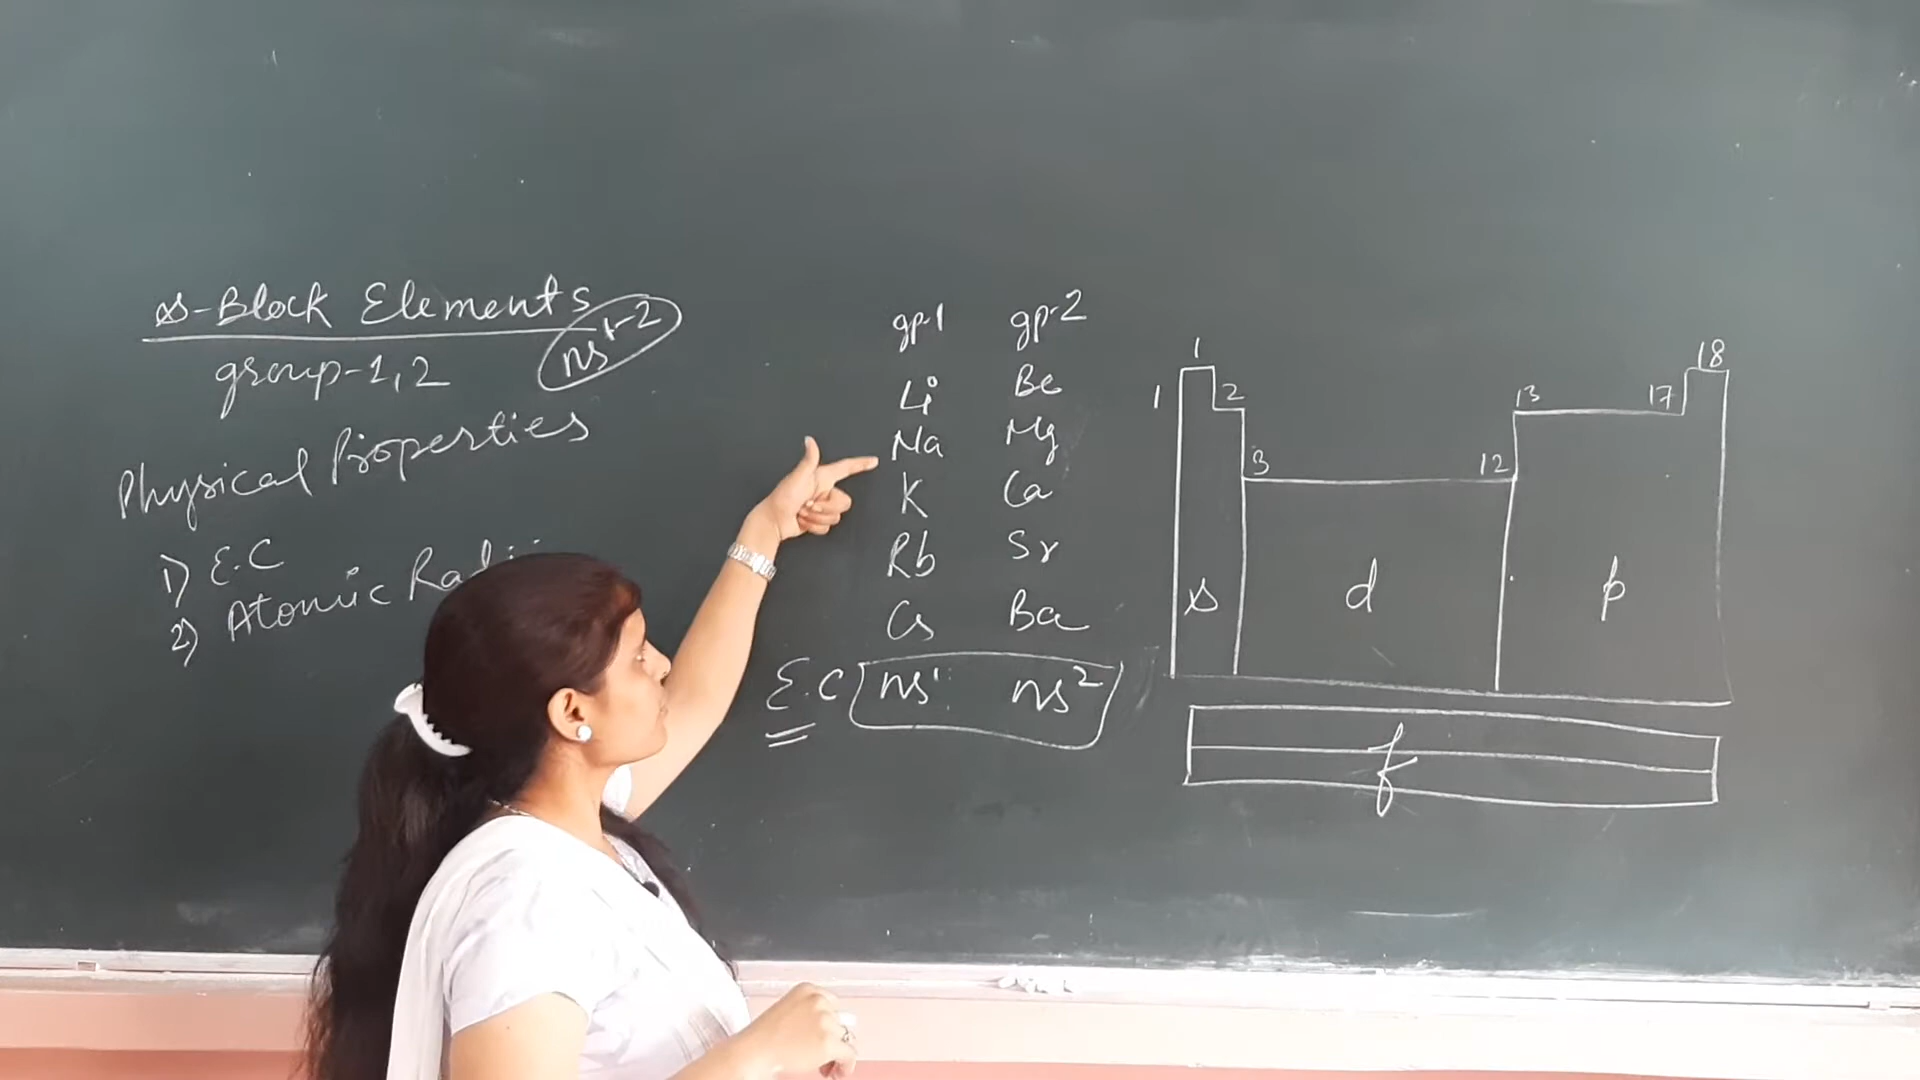 s-Block Elements
group-1,2
ns¹⁻²
Physical Properties
1) E.C
2) Atomic Radii
gp-1 gp-2
Li Be
Na Mg
K Ca
Rb Sr
Cs Ba
E.C ns¹ ns²
1 18
1 2 13 17
3 12
s d p
f